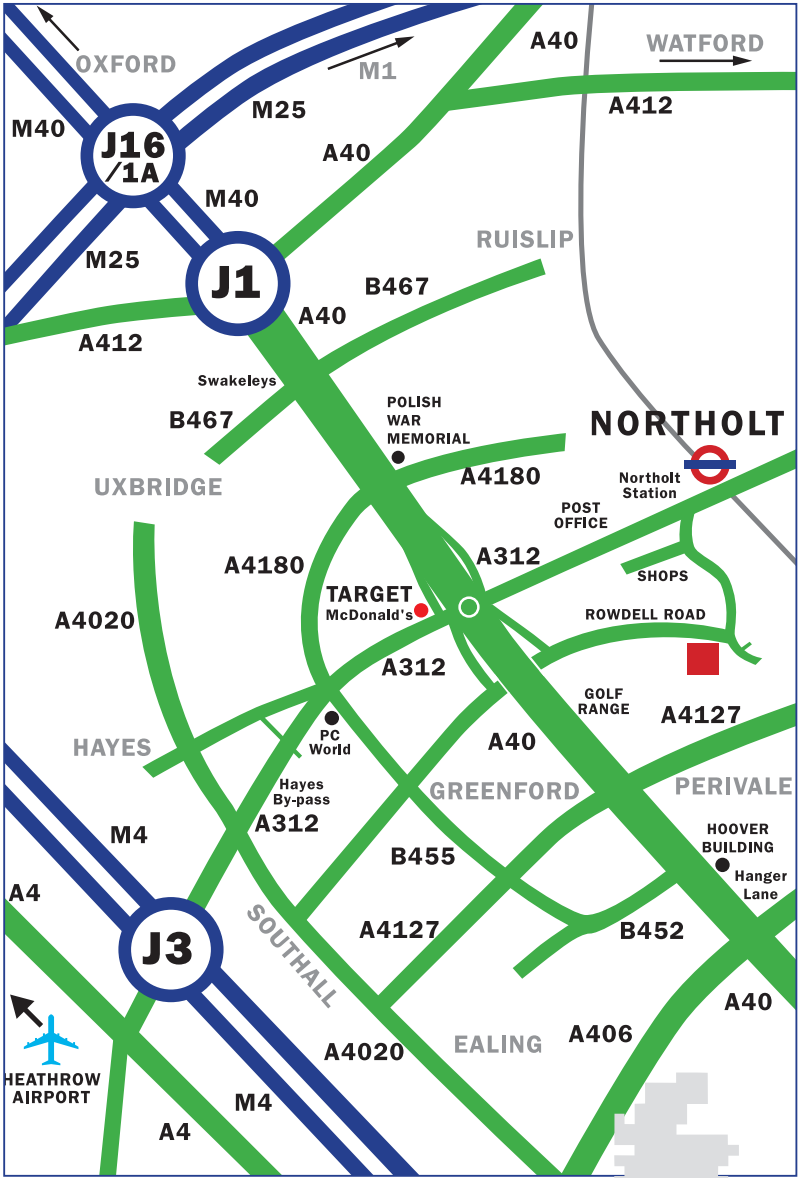 OXFORD
M1
A40
WATFORD
A412
M40
J16
/1A
M25
A40
M40
M25
RUISLIP
J1
B467
A40
A412
Swakeleys
B467
POLISH
WAR
MEMORIAL
NORTHOLT
A4180
Northolt
Station
UXBRIDGE
POST
OFFICE
A4180
A312
SHOPS
TARGET
McDonald's
A4020
ROWDELL ROAD
A312
GOLF
RANGE
A4127
PC
World
A40
HAYES
Hayes
By-pass
GREENFORD
PERIVALE
A312
M4
HOOVER
BUILDING
B455
Hanger
Lane
A4
SOUTHALL
A4127
B452
J3
A40
A406
EALING
A4020
HEATHROW
AIRPORT
M4
A4